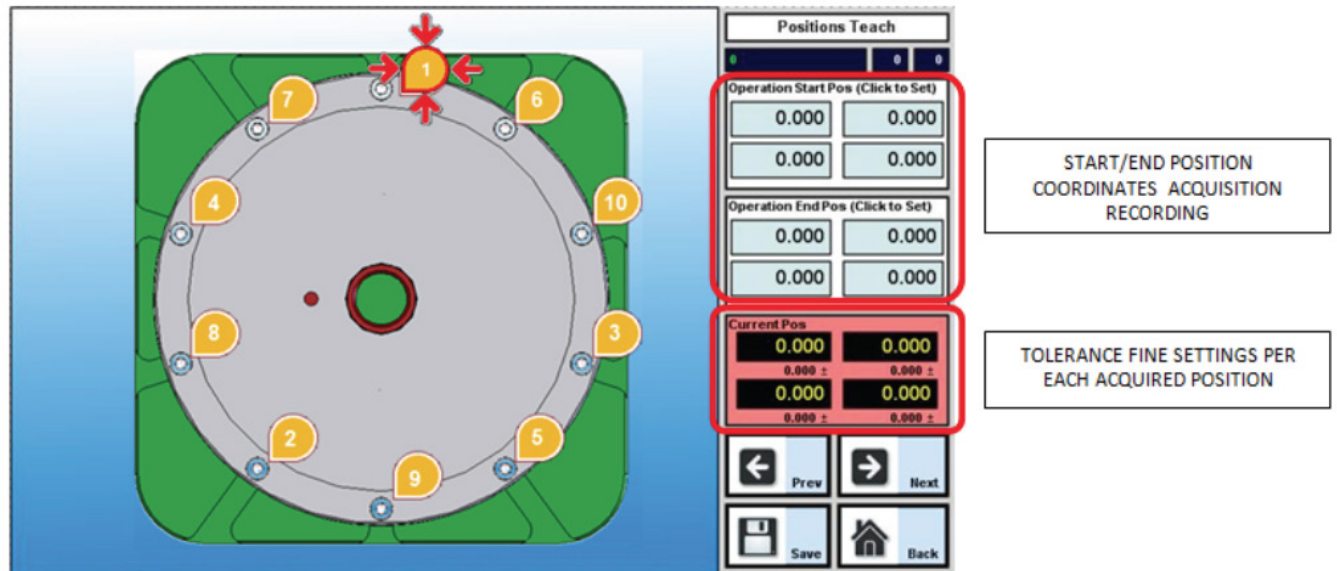 1
7
6
4
10
8
3
2
5
9
Positions Teach
0 0 0
Operation Start Pos (Click to Set)
0.000 0.000
0.000 0.000
Operation End Pos (Click to Set)
0.000 0.000
0.000 0.000
Current Pos
0.000 0.000
0.000 ± 0.000 ±
0.000 0.000
0.000 ± 0.000 ±
Prev Next
Save Back
START/END POSITION
COORDINATES ACQUISITION
RECORDING
TOLERANCE FINE SETTINGS PER
EACH ACQUIRED POSITION